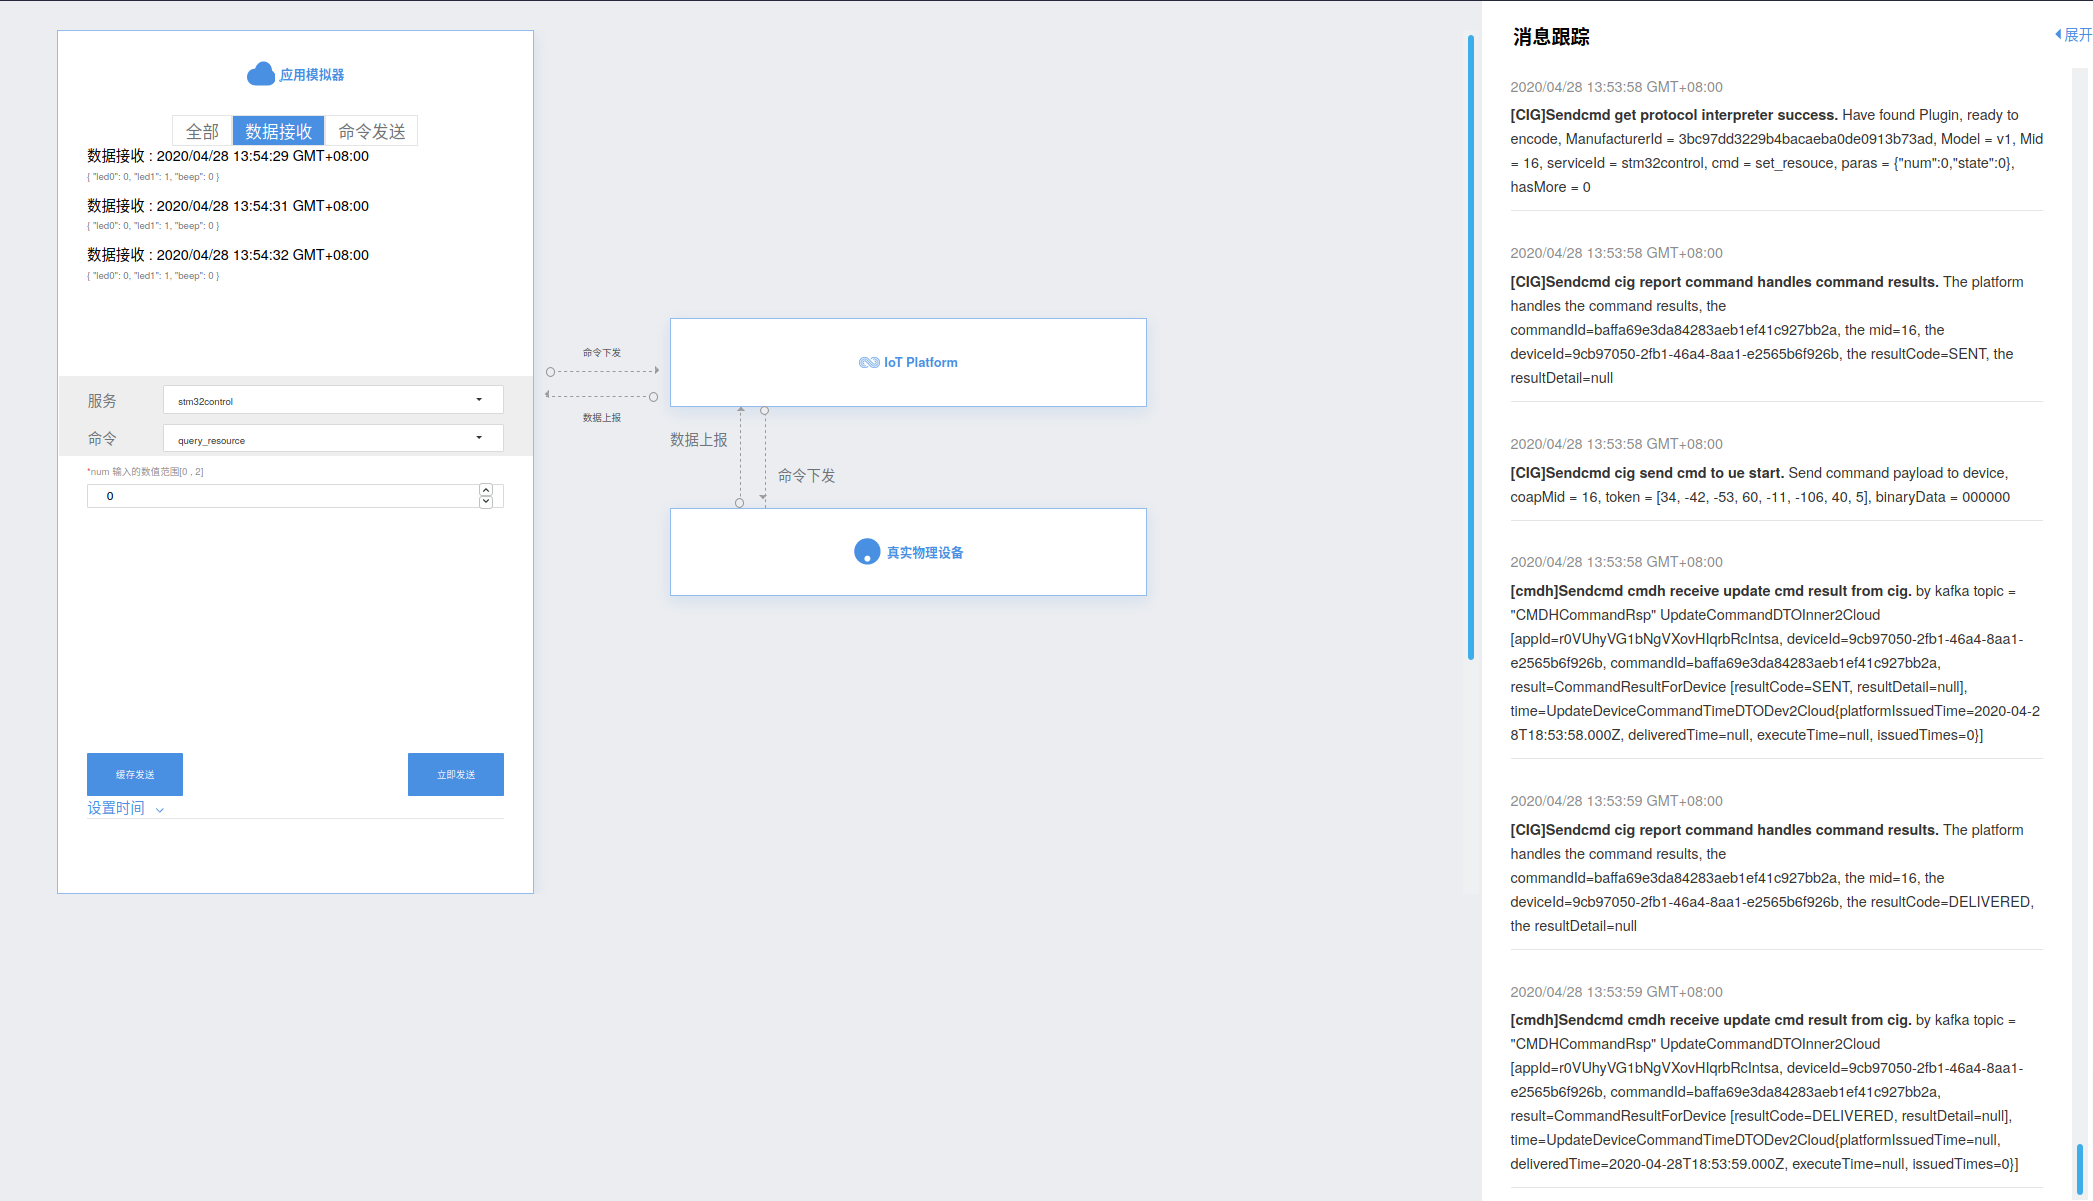 应用模拟器
全部 数据接收 命令发送
数据接收 : 2020/04/28 13:54:29 GMT+08:00
{ "led0": 0, "led1": 1, "beep": 0 }
数据接收 : 2020/04/28 13:54:31 GMT+08:00
{ "led0": 0, "led1": 1, "beep": 0 }
数据接收 : 2020/04/28 13:54:32 GMT+08:00
{ "led0": 0, "led1": 1, "beep": 0 }
服务 stm32control
命令 query_resource
*num 输入的数值范围[0 , 2]
0
缓存发送 立即发送
设置时间
命令下发
数据上报
IoT Platform
数据上报
命令下发
真实物理设备
消息跟踪
展开
2020/04/28 13:53:58 GMT+08:00
[CIG]Sendcmd get protocol interpreter success. Have found Plugin, ready to
encode, ManufacturerId = 3bc97dd3229b4bacaeba0de0913b73ad, Model = v1, Mid
= 16, serviceId = stm32control, cmd = set_resouce, paras = {"num":0,"state":0},
hasMore = 0
2020/04/28 13:53:58 GMT+08:00
[CIG]Sendcmd cig report command handles command results. The platform
handles the command results, the
commandId=baffa69e3da84283aeb1ef41c927bb2a, the mid=16, the
deviceId=9cb97050-2fb1-46a4-8aa1-e2565b6f926b, the resultCode=SENT, the
resultDetail=null
2020/04/28 13:53:58 GMT+08:00
[CIG]Sendcmd cig send cmd to ue start. Send command payload to device,
coapMid = 16, token = [34, -42, -53, 60, -11, -106, 40, 5], binaryData = 000000
2020/04/28 13:53:58 GMT+08:00
[cmdh]Sendcmd cmdh receive update cmd result from cig. by kafka topic =
"CMDHCommandRsp" UpdateCommandDTOInner2Cloud
[appId=r0VUhyVG1bNgVXovHIqrbRcIntsa, deviceId=9cb97050-2fb1-46a4-8aa1-
e2565b6f926b, commandId=baffa69e3da84283aeb1ef41c927bb2a,
result=CommandResultForDevice [resultCode=SENT, resultDetail=null],
time=UpdateDeviceCommandTimeDTODev2Cloud{platformIssuedTime=2020-04-2
8T18:53:58.000Z, deliveredTime=null, executeTime=null, issuedTimes=0}]
2020/04/28 13:53:59 GMT+08:00
[CIG]Sendcmd cig report command handles command results. The platform
handles the command results, the
commandId=baffa69e3da84283aeb1ef41c927bb2a, the mid=16, the
deviceId=9cb97050-2fb1-46a4-8aa1-e2565b6f926b, the resultCode=DELIVERED,
the resultDetail=null
2020/04/28 13:53:59 GMT+08:00
[cmdh]Sendcmd cmdh receive update cmd result from cig. by kafka topic =
"CMDHCommandRsp" UpdateCommandDTOInner2Cloud
[appId=r0VUhyVG1bNgVXovHIqrbRcIntsa, deviceId=9cb97050-2fb1-46a4-8aa1-
e2565b6f926b, commandId=baffa69e3da84283aeb1ef41c927bb2a,
result=CommandResultForDevice [resultCode=DELIVERED, resultDetail=null],
time=UpdateDeviceCommandTimeDTODev2Cloud{platformIssuedTime=null,
deliveredTime=2020-04-28T18:53:59.000Z, executeTime=null, issuedTimes=0}]